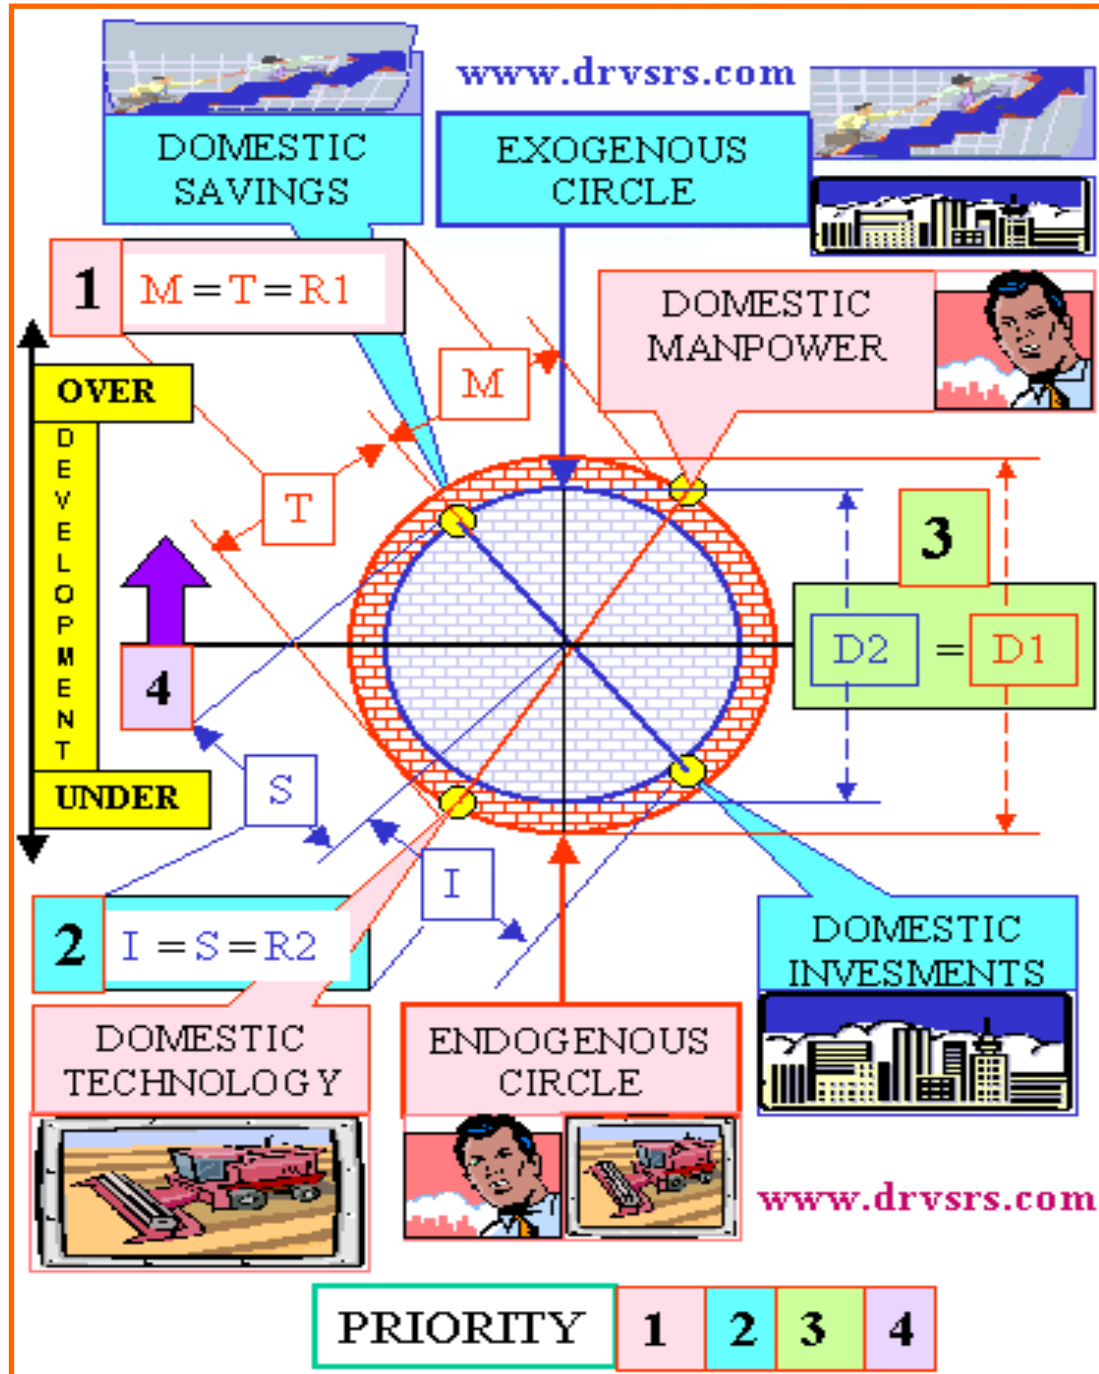 www.drvsrs.com
DOMESTIC
SAVINGS
EXOGENOUS
CIRCLE
1 M = T = R1
DOMESTIC
MANPOWER
M
OVER
DEVELOPMENT
UNDER
T
3
D2 = D1
4
S
I
2 I = S = R2
DOMESTIC
INVESMENTS
DOMESTIC
TECHNOLOGY
ENDOGENOUS
CIRCLE
www.drvsrs.com
PRIORITY 1 2 3 4